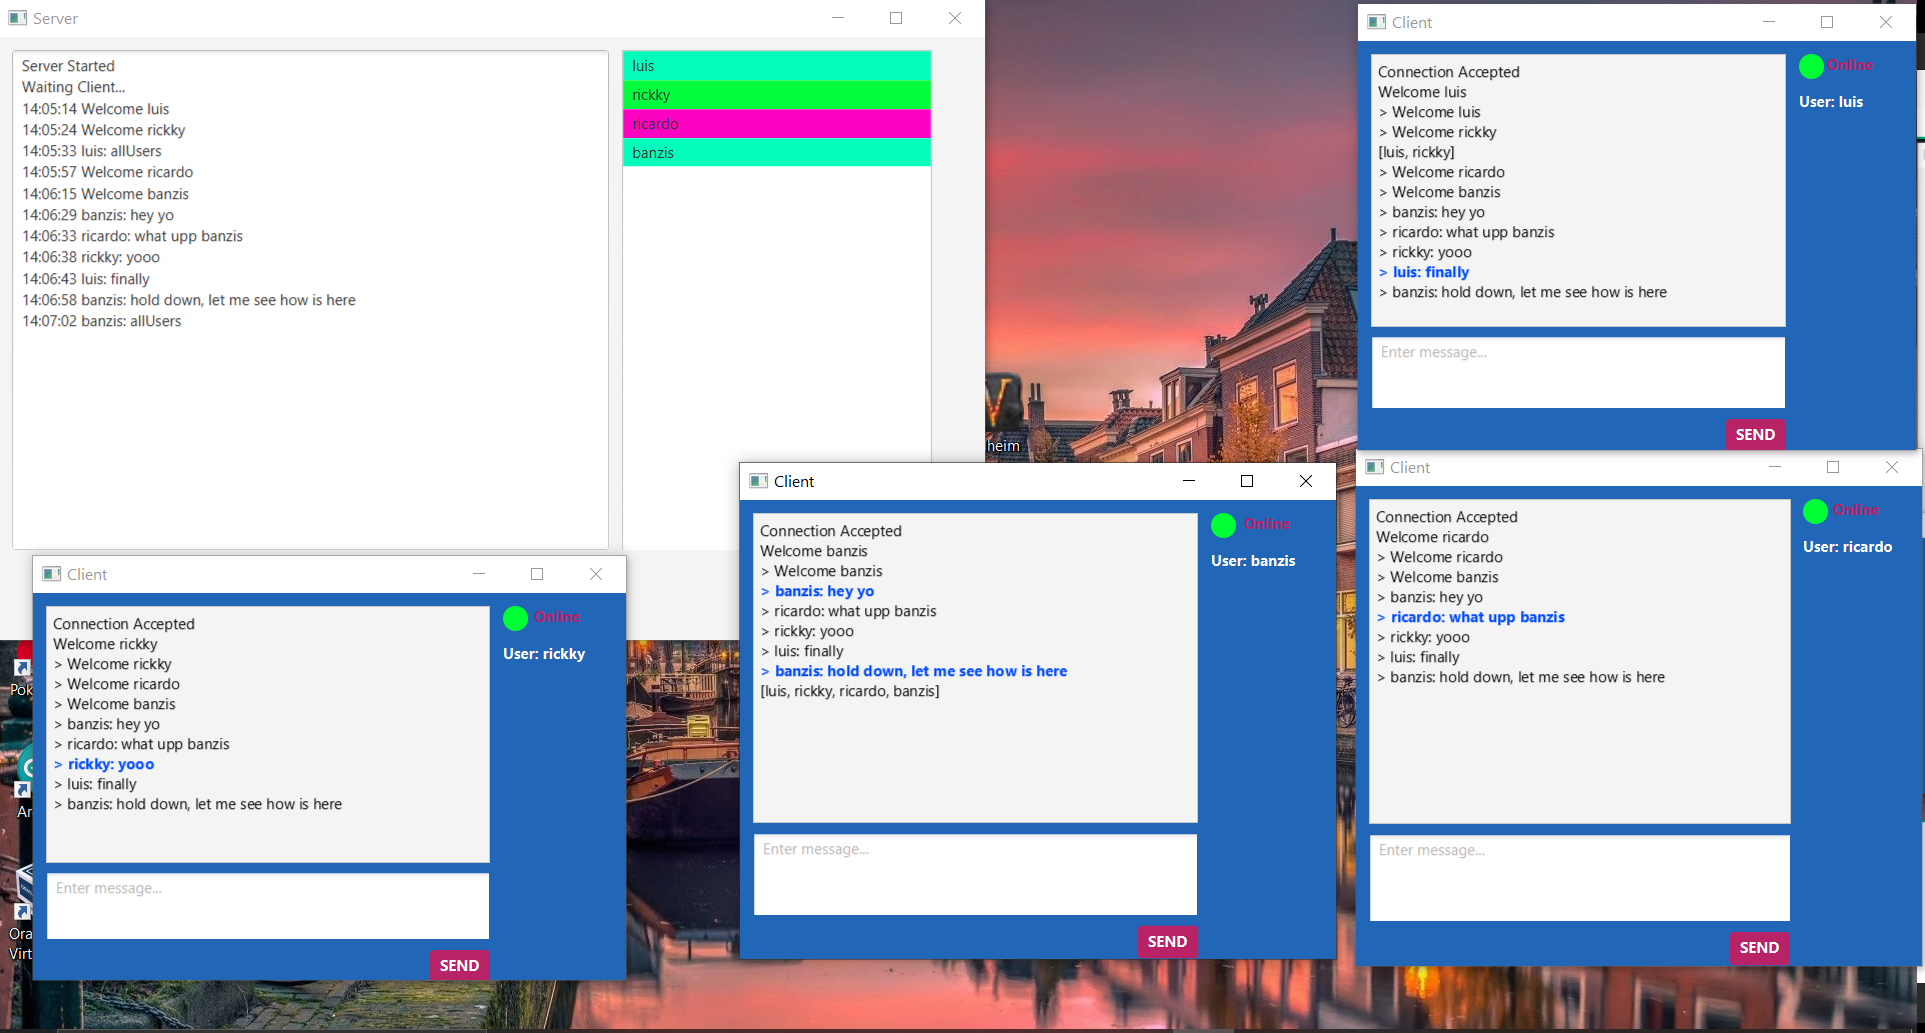 Server
Server Started
Waiting Client...
14:05:14 Welcome luis
14:05:24 Welcome rickky
14:05:33 luis: allUsers
14:05:57 Welcome ricardo
14:06:15 Welcome banzis
14:06:29 banzis: hey yo
14:06:33 ricardo: what upp banzis
14:06:38 rickky: yooo
14:06:43 luis: finally
14:06:58 banzis: hold down, let me see how is here
14:07:02 banzis: allUsers
luis
rickky
ricardo
banzis
Client
Connection Accepted
Welcome luis
> Welcome luis
> Welcome rickky
[luis, rickky]
> Welcome ricardo
> Welcome banzis
> banzis: hey yo
> ricardo: what upp banzis
> rickky: yooo
> luis: finally
> banzis: hold down, let me see how is here
Online
User: luis
Enter message...
SEND
heim
Client
Connection Accepted
Welcome rickky
> Welcome rickky
> Welcome ricardo
> Welcome banzis
> banzis: hey yo
> ricardo: what upp banzis
> rickky: yooo
> luis: finally
> banzis: hold down, let me see how is here
Online
User: rickky
Enter message...
SEND
Client
Connection Accepted
Welcome banzis
> Welcome banzis
> banzis: hey yo
> ricardo: what upp banzis
> rickky: yooo
> luis: finally
> banzis: hold down, let me see how is here
[luis, rickky, ricardo, banzis]
Online
User: banzis
Enter message...
SEND
Client
Connection Accepted
Welcome ricardo
> Welcome ricardo
> Welcome banzis
> banzis: hey yo
> ricardo: what upp banzis
> rickky: yooo
> luis: finally
> banzis: hold down, let me see how is here
Online
User: ricardo
Enter message...
SEND
Pok
Ar
Ora
Virt